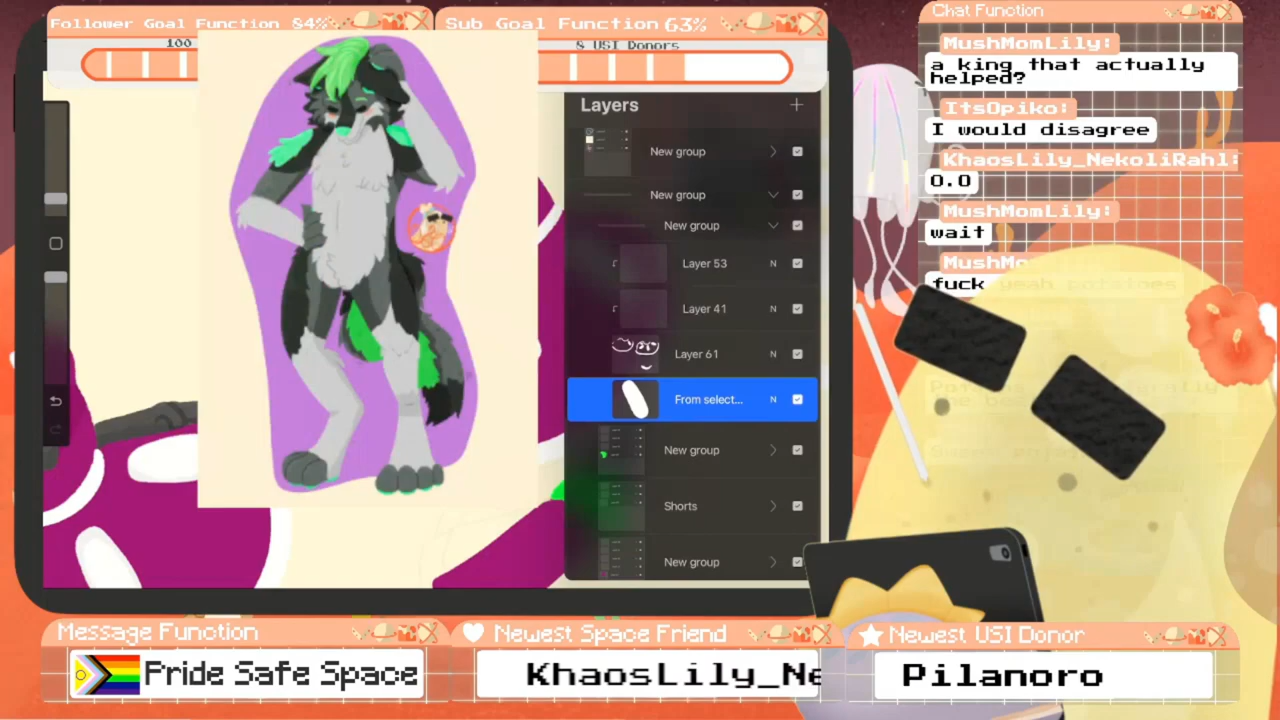 Follower Goal Function 84%
Sub Goal Function 63%
100
8 USI Donors
Layers
New group
New group
New group
Layer 53
N
Layer 41
N
Layer 61
N
From select...
N
New group
Shorts
New group
Chat Function
MushMomLily:
a king that actually
helped?
ItsOpiko:
I would disagree
KhaosLily_NekoliRahl:
0.0
MushMomLily:
wait
MushMo
fuck yeah potatoes
Message Function
Pride Safe Space
Newest Space Friend
KhaosLily_Ne
Newest USI Donor
Pilanoro